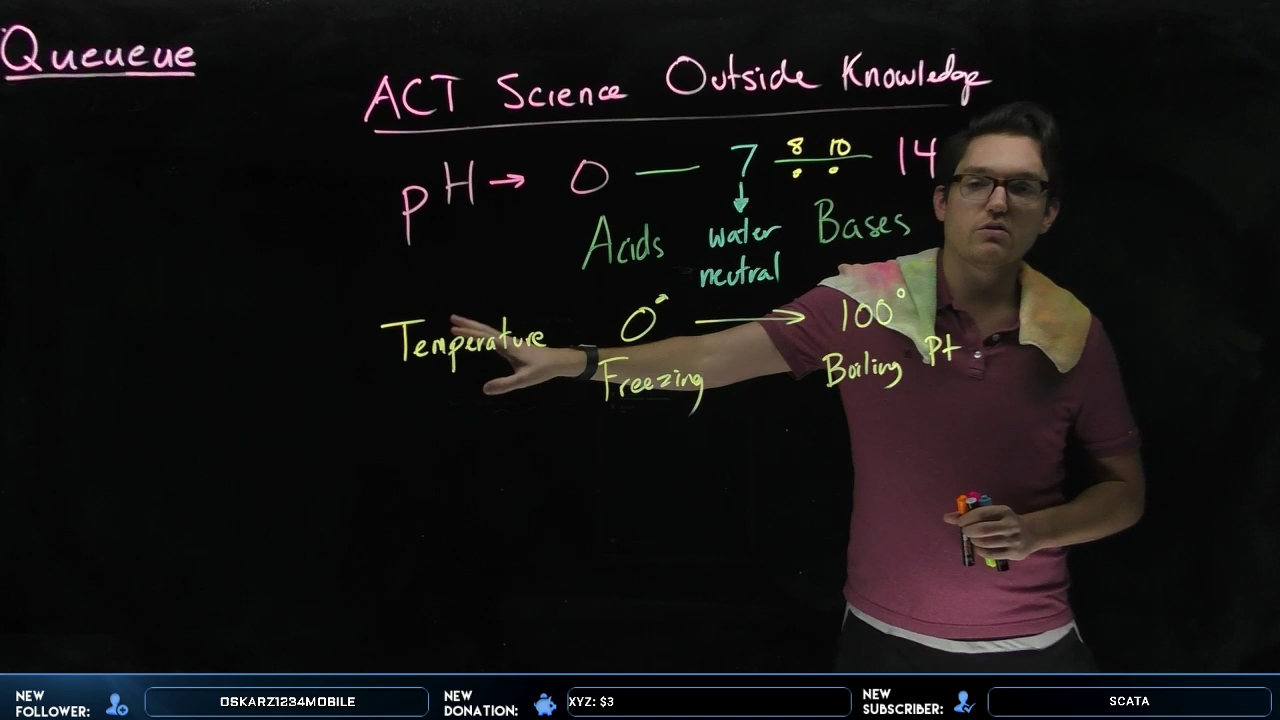 Queueue
ACT Science Outside Knowledge
pH → 0 — 7 — 14
8 10
Acids water neutral Bases
Temperature 0° → 100°
Freezing Boiling Pt
NEW FOLLOWER: OSKARZ1234MOBILE
NEW DONATION: XYZ: $3
NEW SUBSCRIBER: SCATA